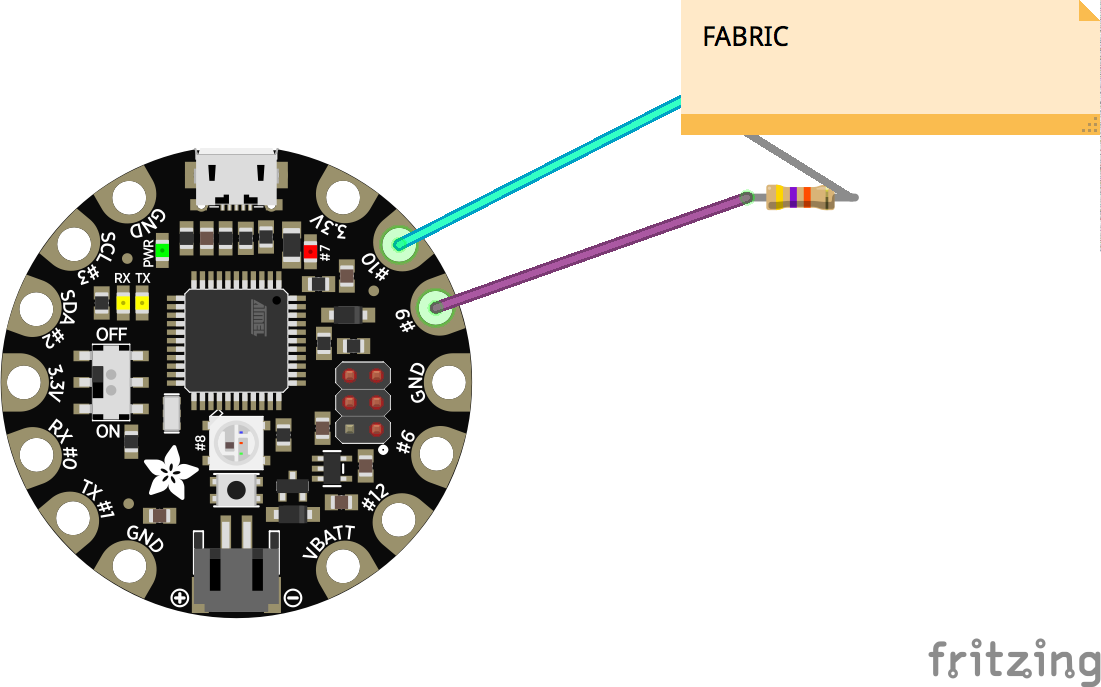 FABRIC
GND
3.3V
SCL
#3
PWR
#7
#10
RX TX
SDA
#2
#9
OFF
3.3V
GND
ON
RX #0
#8
#6
TX #1
#12
GND
VBATT
ATMEL
fritzing